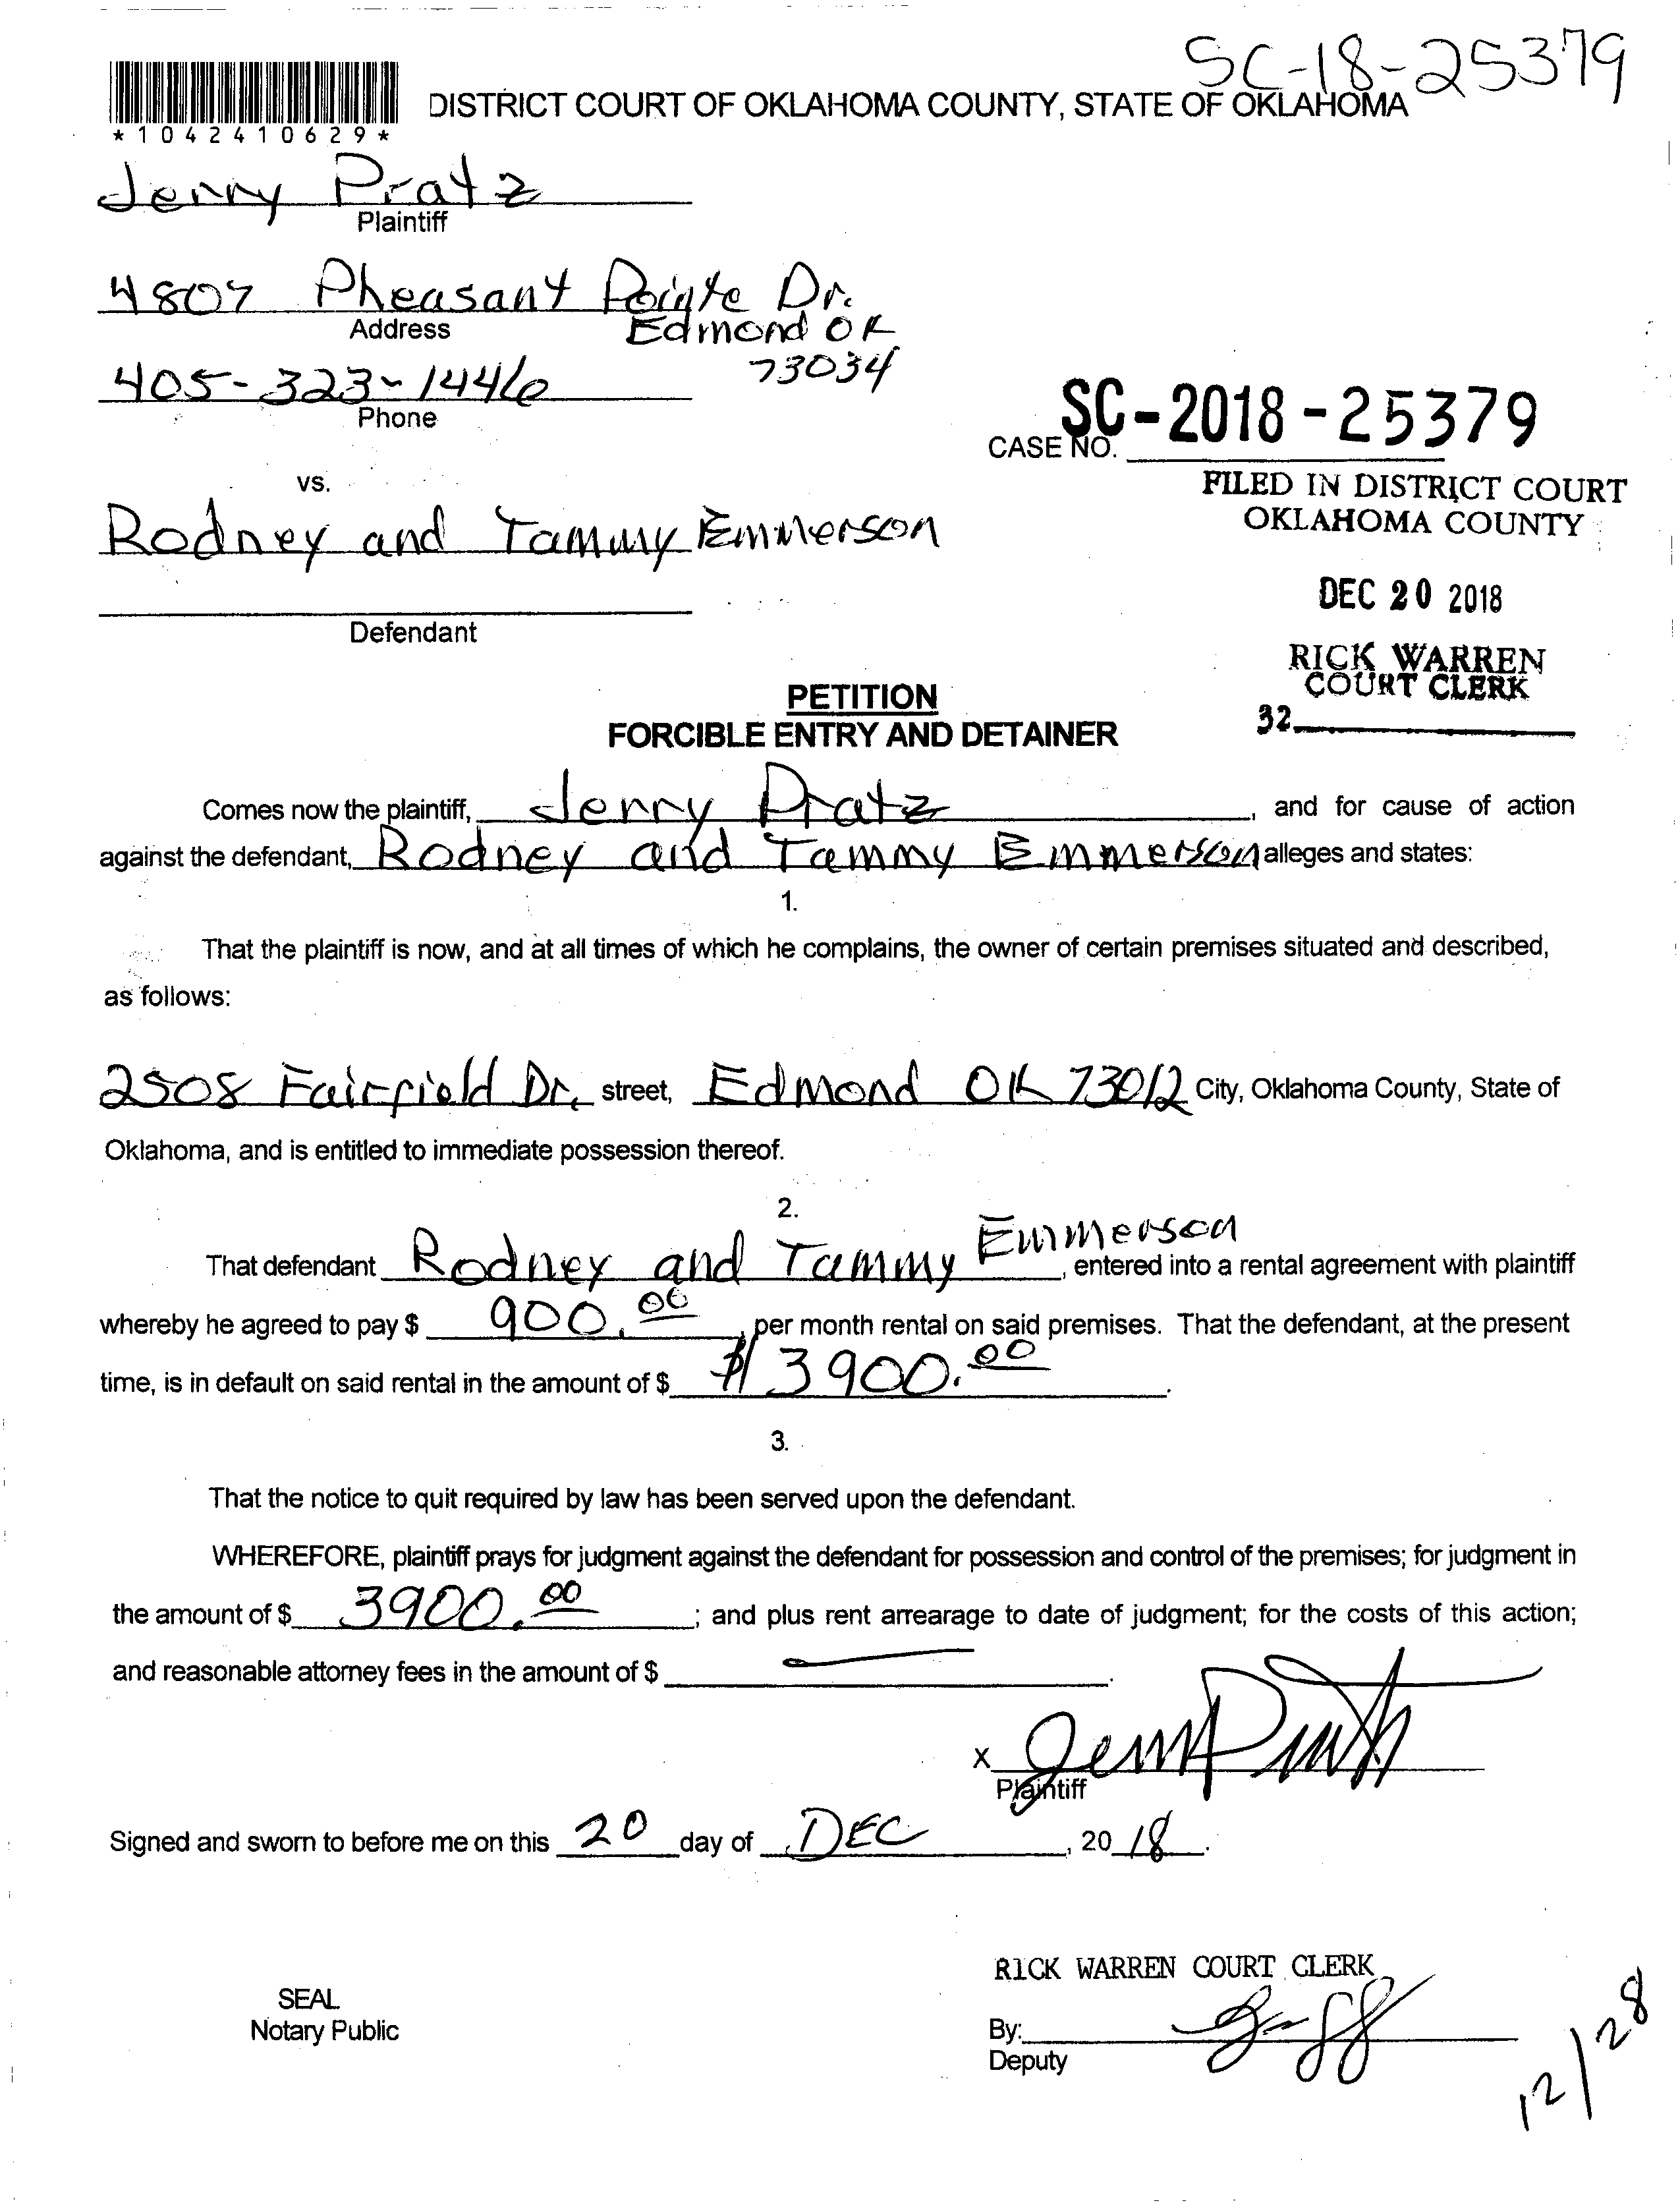 SC-18-25379
DISTRICT COURT OF OKLAHOMA COUNTY, STATE OF OKLAHOMA
*1042410629*
Jerry Pratz
Plaintiff
4807 Pheasant Pointe Dr.
Address
Edmond OK
73034
405-323-1446
Phone
SC-2018-25379
CASE NO.
vs.
FILED IN DISTRICT COURT
OKLAHOMA COUNTY
Rodney and Tammy Emmerson
DEC 20 2018
Defendant
RICK WARREN
COURT CLERK
32
PETITION
FORCIBLE ENTRY AND DETAINER
Comes now the plaintiff, Jerry Pratz, and for cause of action
against the defendant, Rodney and Tammy Emmerson alleges and states:
1.
That the plaintiff is now, and at all times of which he complains, the owner of certain premises situated and described,
as follows:
2508 Fairfield Dr. street, Edmond OK 73012 City, Oklahoma County, State of
Oklahoma, and is entitled to immediate possession thereof.
2.
That defendant Rodney and Tammy Emmerson, entered into a rental agreement with plaintiff
whereby he agreed to pay $ 900.00, per month rental on said premises. That the defendant, at the present
time, is in default on said rental in the amount of $ $3900.00.
3.
That the notice to quit required by law has been served upon the defendant.
WHEREFORE, plaintiff prays for judgment against the defendant for possession and control of the premises; for judgment in
the amount of $ 3900.00; and plus rent arrearage to date of judgment; for the costs of this action;
and reasonable attorney fees in the amount of $ .
X
Plaintiff
Signed and sworn to before me on this 20 day of DEC, 2018.
RICK WARREN COURT CLERK
SEAL
Notary Public
By:
Deputy
12/28